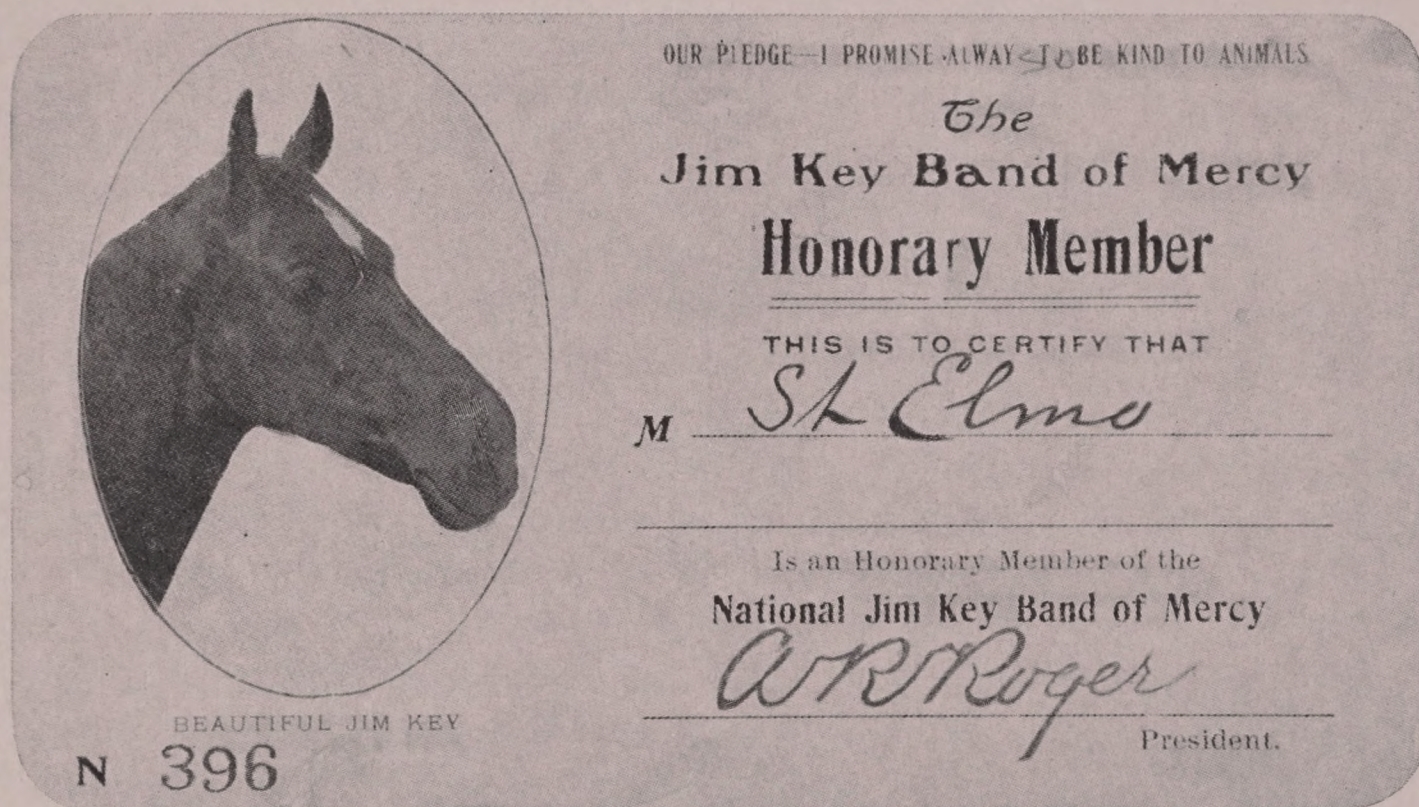 OUR PLEDGE—I PROMISE ALWAYS TO BE KIND TO ANIMALS
The
Jim Key Band of Mercy
Honorary Member
THIS IS TO CERTIFY THAT
M St Elmo
Is an Honorary Member of the
National Jim Key Band of Mercy
A R Roger
President.
BEAUTIFUL JIM KEY
N 396